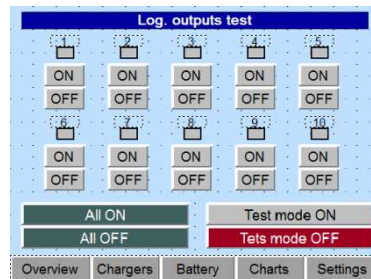 Log. outputs test
1 2 3 4 5
ON ON ON ON ON
OFF OFF OFF OFF OFF
6 7 8 9 10
ON ON ON ON ON
OFF OFF OFF OFF OFF
All ON Test mode ON
All OFF Tets mode OFF
Overview Chargers Battery Charts Settings